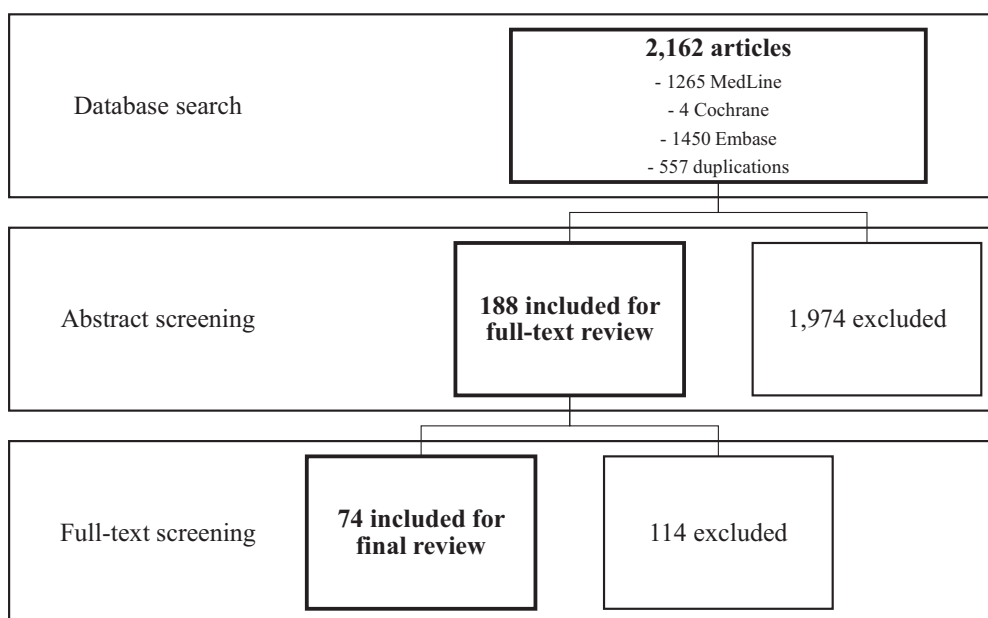 Database search
2,162 articles
- 1265 MedLine
- 4 Cochrane
- 1450 Embase
- 557 duplications
Abstract screening
188 included for
full-text review
1,974 excluded
Full-text screening
74 included for
final review
114 excluded